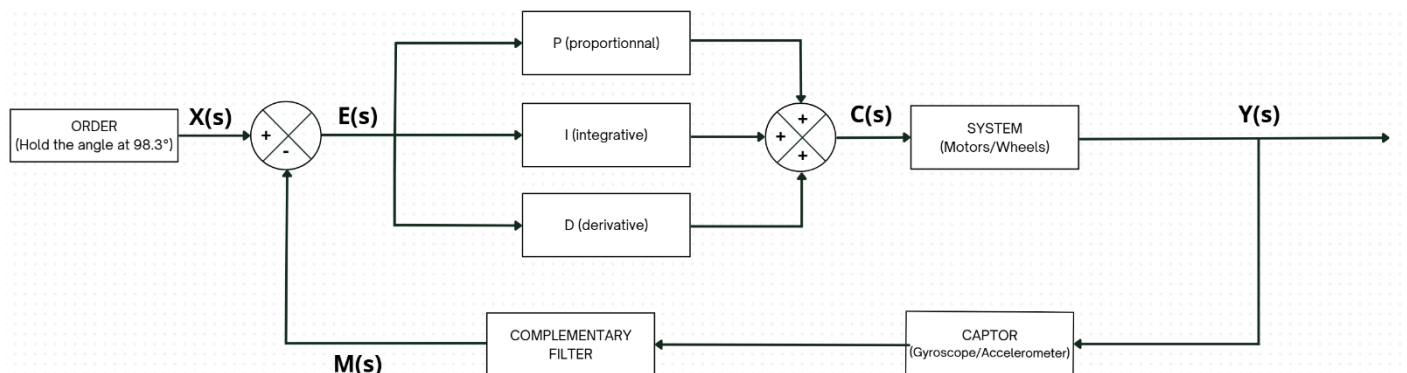 P (proportionnal)
ORDER
(Hold the angle at 98.3°)
X(s)
+
-
E(s)
I (integrative)
+
+
+
C(s)
SYSTEM
(Motors/Wheels)
Y(s)
D (derivative)
M(s)
COMPLEMENTARY
FILTER
CAPTOR
(Gyroscope/Accelerometer)